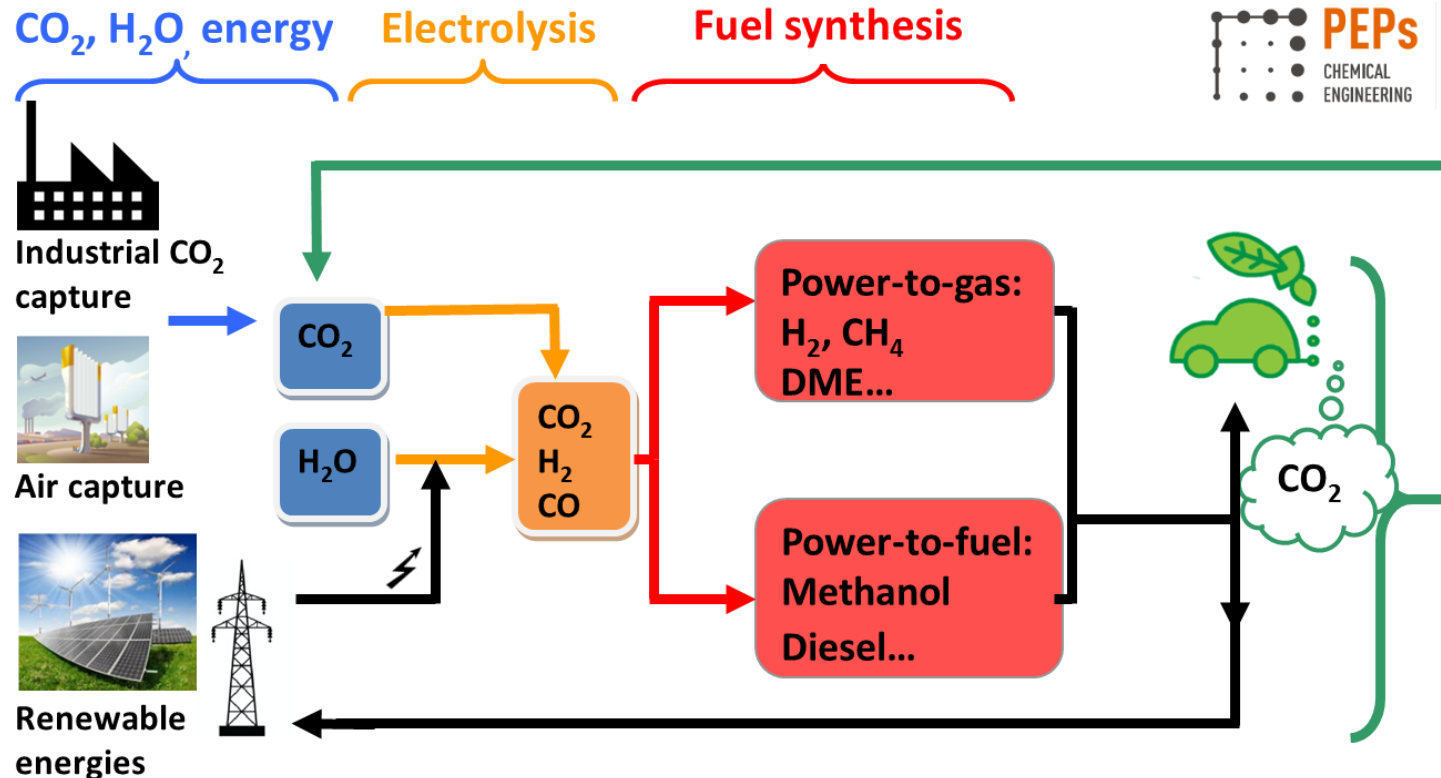 CO₂, H₂O, energy
Electrolysis
Fuel synthesis
PEPs
CHEMICAL
ENGINEERING
Industrial CO₂
capture
Air capture
Renewable
energies
CO₂
H₂O
CO₂
H₂
CO
Power-to-gas:
H₂, CH₄
DME...
Power-to-fuel:
Methanol
Diesel...
CO₂